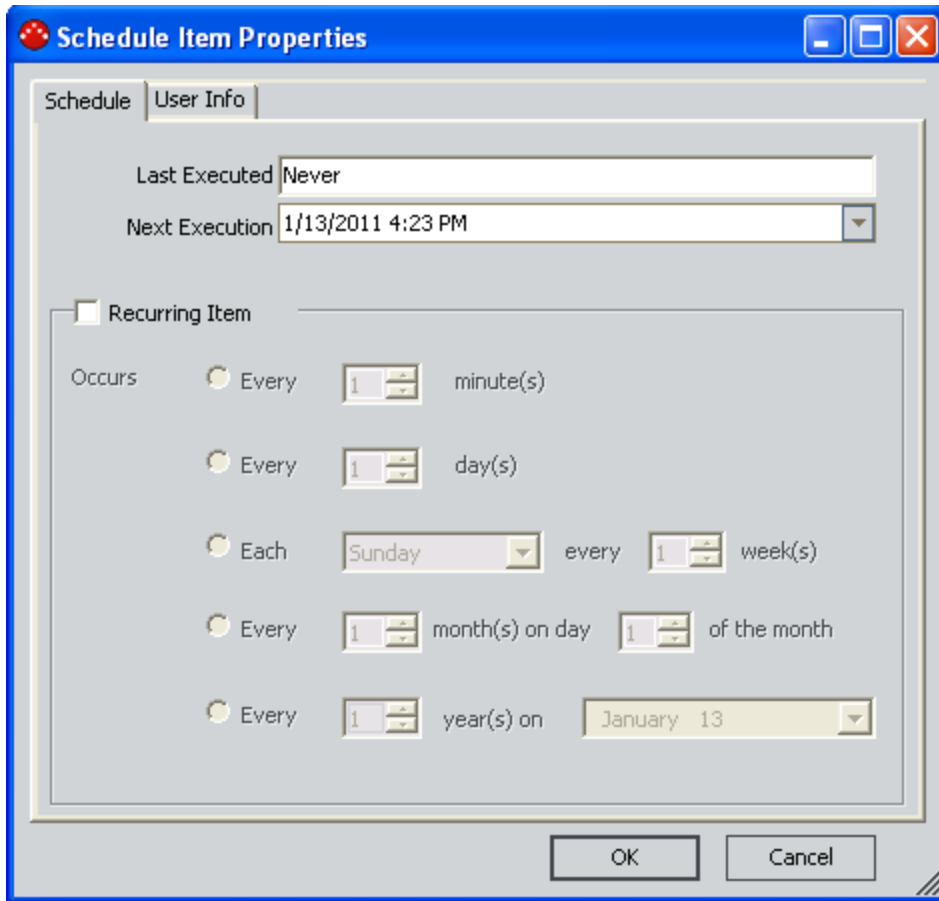 Schedule Item Properties
Schedule User Info
Last Executed Never
Next Execution 1/13/2011 4:23 PM
Recurring Item
Occurs Every 1 minute(s)
Every 1 day(s)
Each Sunday every 1 week(s)
Every 1 month(s) on day 1 of the month
Every 1 year(s) on January 13
OK Cancel